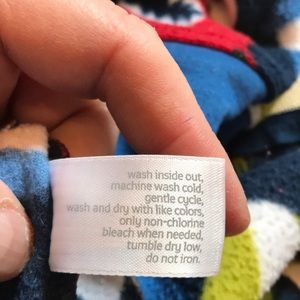 wash inside out,
machine wash cold,
gentle cycle,
wash and dry with like colors,
only non-chlorine
bleach when needed,
tumble dry low,
do not iron.